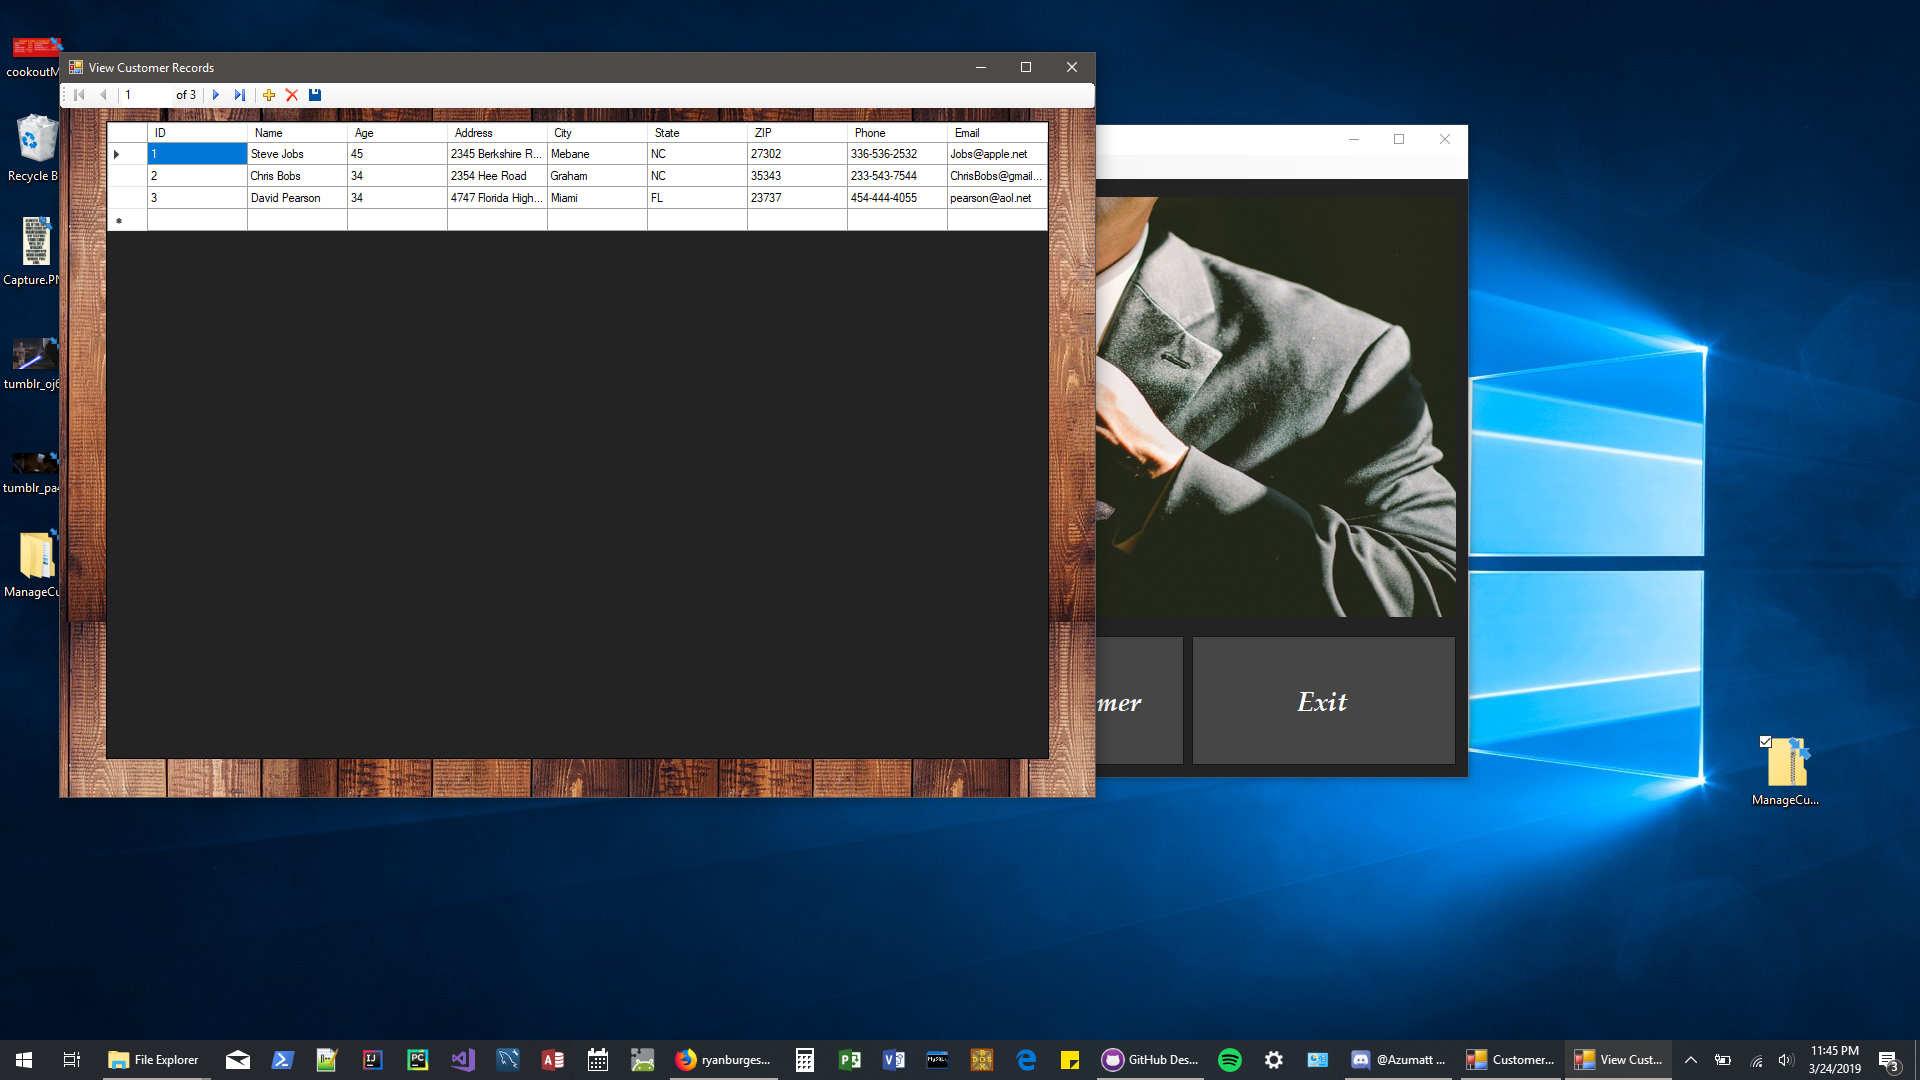 cookoutM
Recycle B
Capture.PN
tumblr_oj6
tumblr_pa4
ManageCu
View Customer Records
1 of 3
ID Name Age Address City State ZIP Phone Email
1 Steve Jobs 45 2345 Berkshire R... Mebane NC 27302 336-536-2532 Jobs@apple.net
2 Chris Bobs 34 2354 Hee Road Graham NC 35343 233-543-7544 ChrisBobs@gmail...
3 David Pearson 34 4747 Florida High... Miami FL 23737 454-444-4055 pearson@aol.net
mer
Exit
ManageCu...
File Explorer
ryanburges...
GitHub Des...
@Azumatt ...
Customer...
View Cust...
11:45 PM
3/24/2019
3